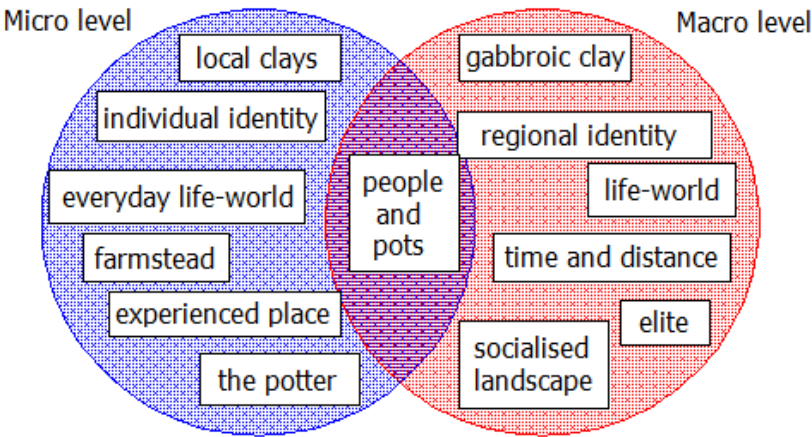 Micro level
Macro level
local clays
individual identity
everyday life-world
farmstead
experienced place
the potter
people
and
pots
gabbroic clay
regional identity
life-world
time and distance
elite
socialised
landscape